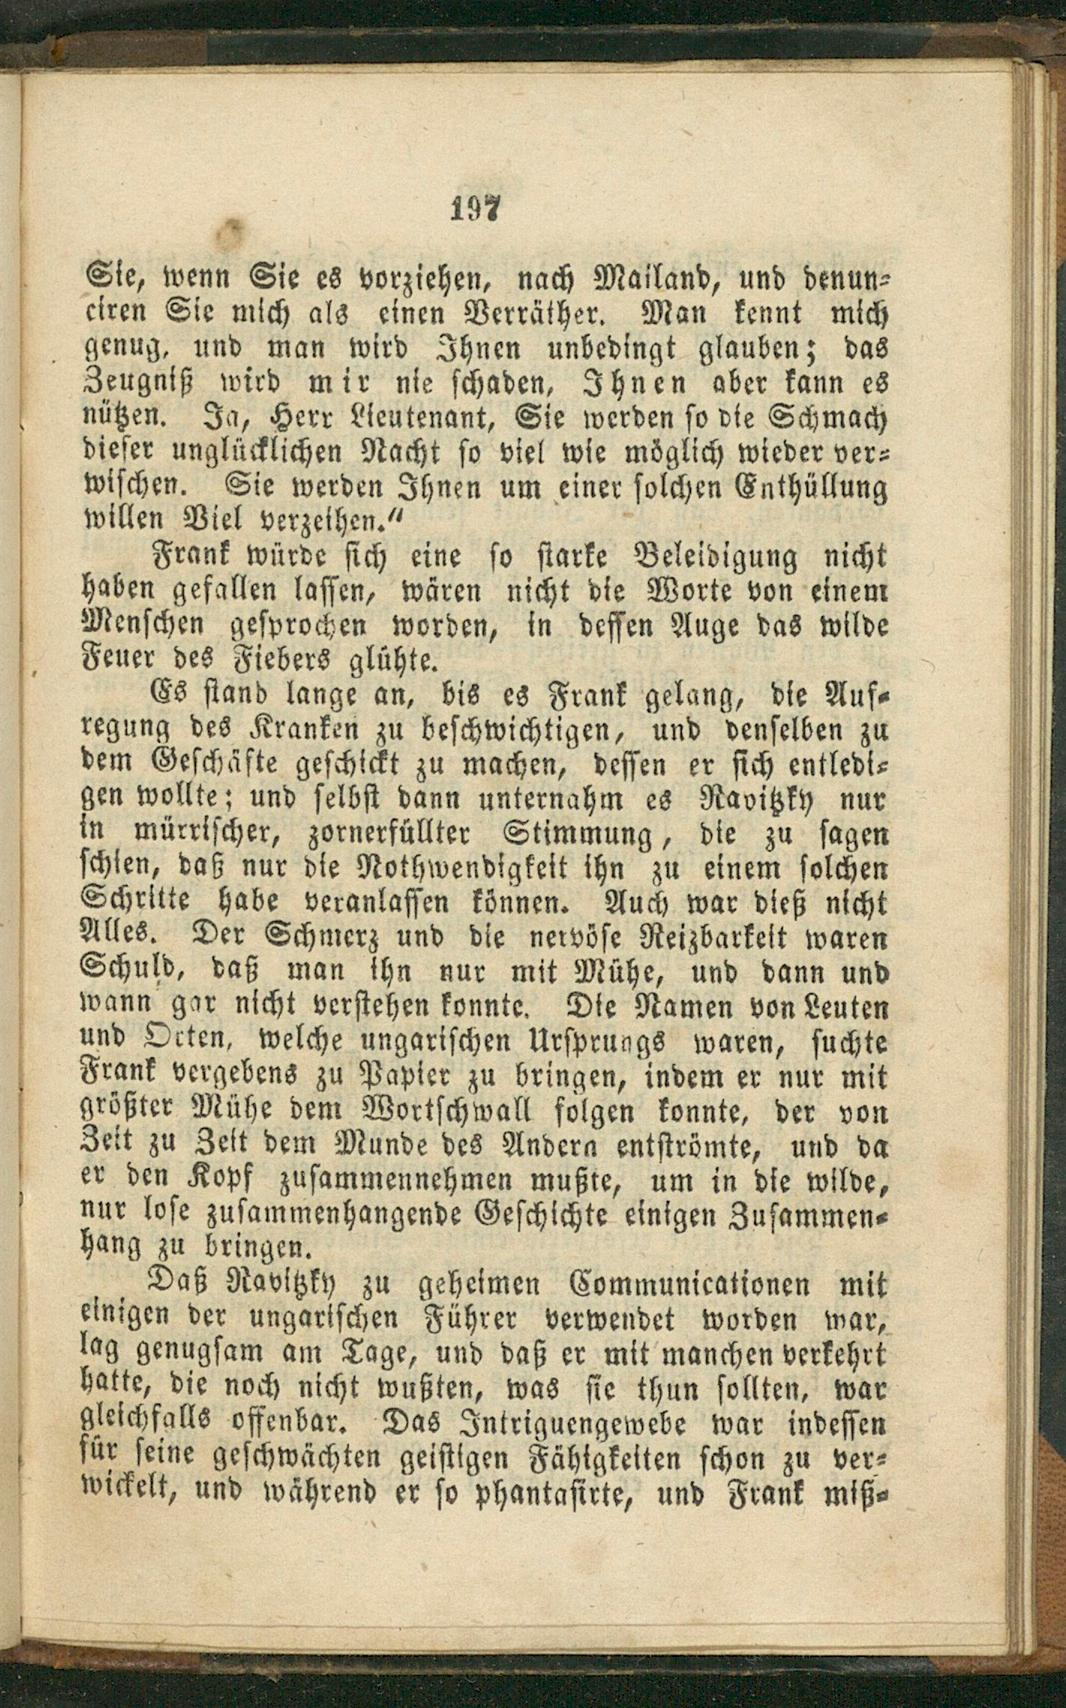 197
Sie, wenn Sie es vorziehen, nach Mailand, und denun-
ciren Sie mich als einen Verräther. Man kennt mich
genug, und man wird Ihnen unbedingt glauben; das
Zeugniß wird mir nie schaden, Ihnen aber kann es
nützen. Ja, Herr Lieutenant, Sie werden so die Schmach
dieser unglücklichen Nacht so viel wie möglich wieder ver-
wischen. Sie werden Ihnen um einer solchen Enthüllung
willen Viel verzeihen.“
Frank würde sich eine so starke Beleidigung nicht
haben gefallen lassen, wären nicht die Worte von einem
Menschen gesprochen worden, in dessen Auge das wilde
Feuer des Fiebers glühte.
Es stand lange an, bis es Frank gelang, die Auf-
regung des Kranken zu beschwichtigen, und denselben zu
dem Geschäfte geschickt zu machen, dessen er sich entledi-
gen wollte; und selbst dann unternahm es Ravitzky nur
in mürrischer, zornerfüllter Stimmung, die zu sagen
schien, daß nur die Nothwendigkeit ihn zu einem solchen
Schritte habe veranlassen können. Auch war dieß nicht
Alles. Der Schmerz und die nervöse Reizbarkeit waren
Schuld, daß man ihn nur mit Mühe, und dann und
wann gar nicht verstehen konnte. Die Namen von Leuten
und Orten, welche ungarischen Ursprungs waren, suchte
Frank vergebens zu Papier zu bringen, indem er nur mit
größter Mühe dem Wortschwall folgen konnte, der von
Zeit zu Zeit dem Munde des Andern entströmte, und da
er den Kopf zusammennehmen mußte, um in die wilde,
nur lose zusammenhangende Geschichte einigen Zusammen-
hang zu bringen.
Daß Ravitzky zu geheimen Communicationen mit
einigen der ungarischen Führer verwendet worden war,
lag genugsam am Tage, und daß er mit manchen verkehrt
hatte, die noch nicht wußten, was sie thun sollten, war
gleichfalls offenbar. Das Intriguengewebe war indessen
für seine geschwächten geistigen Fähigkeiten schon zu ver-
wickelt, und während er so phantasirte, und Frank miß-